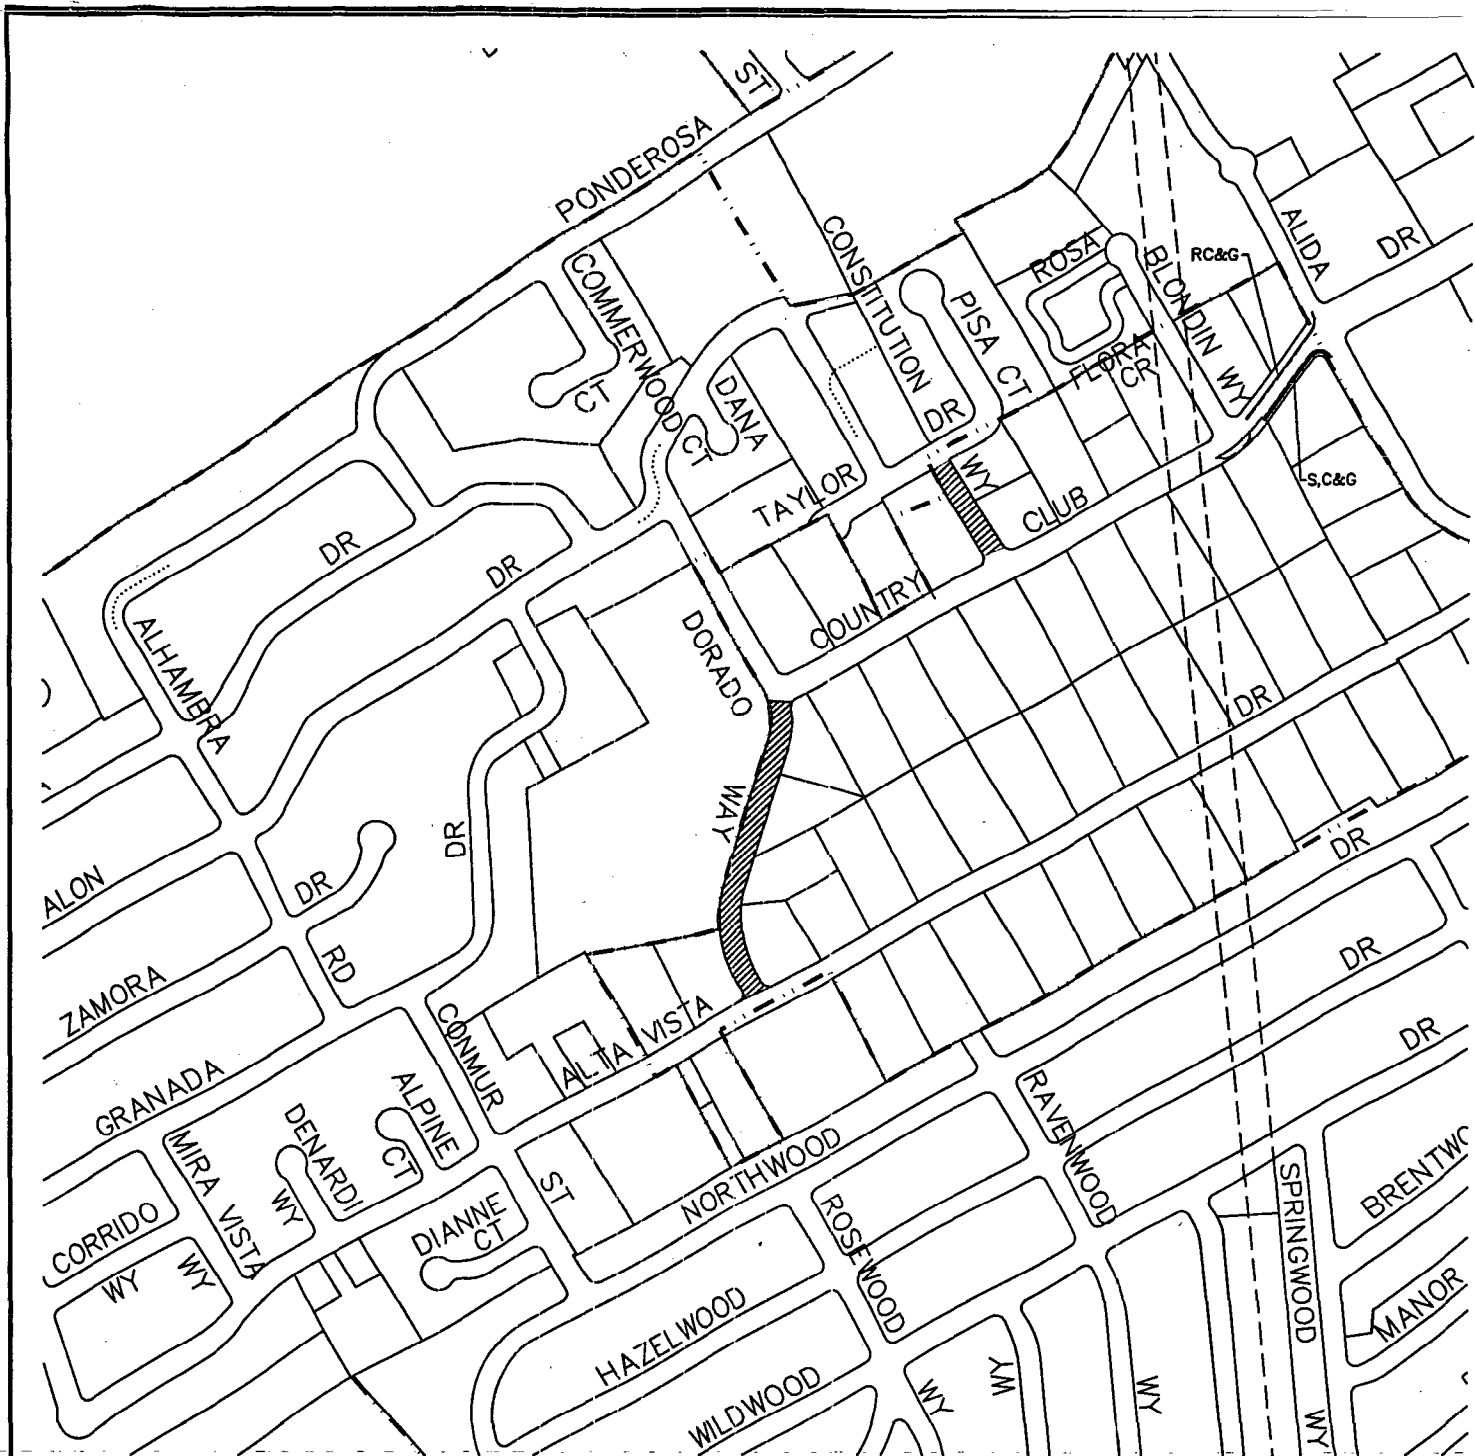 ST
PONDEROSA
CONSTITUTION
DR
ALIDA
DR
ROSA
RC&G
BLONDIN WY
COMMERWOOD CT
CT
PISA CT
FLORA
CR
DANA
TAYLOR
WY
CLUB
S,C&G
DR
DR
COUNTRY
ALHAMBRA
DORADO
WAY
DR
DR
DR
ALON
DR
RD
DR
ZAMORA
CONMUR
ALTA VISTA
DR
GRANADA
ALPINE
CT
DENARDI
WY
MIRA VISTA
WY
RAVENWOOD
NORTHWOOD
ST
SPRINGWOOD
WY
BRENTWO
CORRIDO
WY
DIANNE
CT
ROSEWOOD
MANOR
HAZELWOOD
WY
WY
WY
WILDWOOD